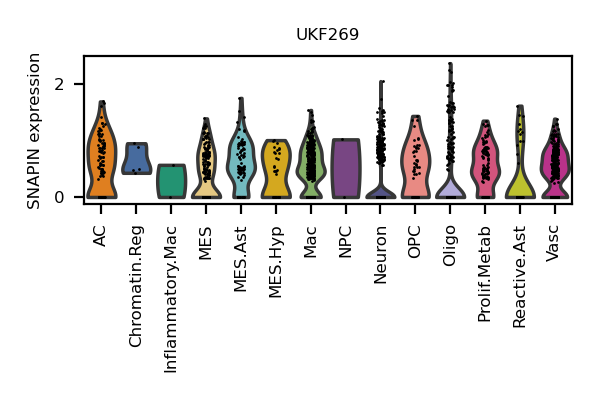 UKF269
SNAPIN expression
2
0
AC
Chromatin.Reg
Inflammatory.Mac
MES
MES.Ast
MES.Hyp
Mac
NPC
Neuron
OPC
Oligo
Prolif.Metab
Reactive.Ast
Vasc